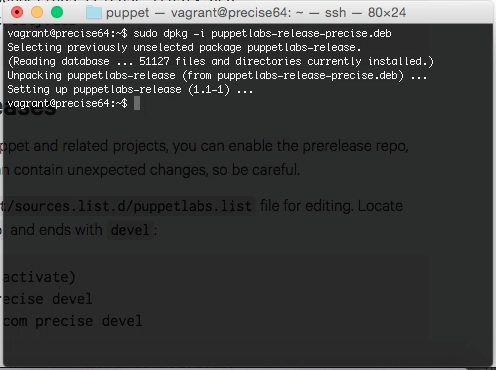 puppet — vagrant@precise64: ~ — ssh — 80×24
vagrant@precise64:~$ sudo dpkg -i puppetlabs-release-precise.deb
Selecting previously unselected package puppetlabs-release.
(Reading database ... 51127 files and directories currently installed.)
Unpacking puppetlabs-release (from puppetlabs-release-precise.deb) ...
Setting up puppetlabs-release (1.1-1) ...
vagrant@precise64:~$
eases
ppet and related projects, you can enable the prerelease repo,
n contain unexpected changes, so be careful.
t/sources.list.d/puppetlabs.list file for editing. Locate
and ends with devel:
activate)
ecise devel
com precise devel